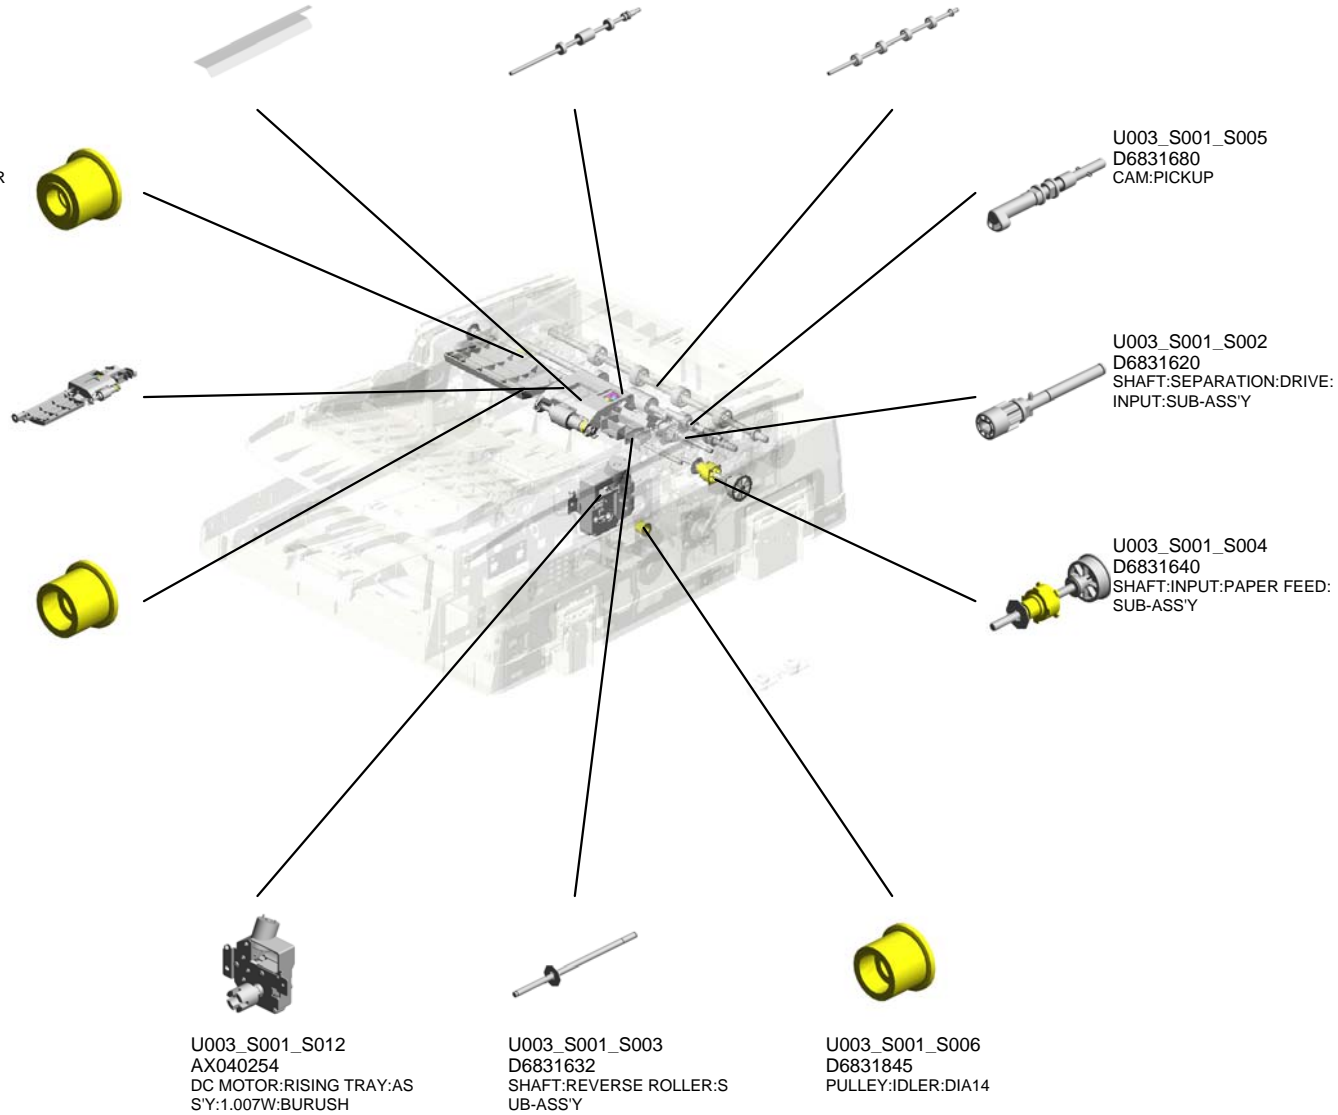 U003_S001_S005
D6831680
CAM:PICKUP
R
U003_S001_S002
D6831620
SHAFT:SEPARATION:DRIVE:
INPUT:SUB-ASS'Y
U003_S001_S004
D6831640
SHAFT:INPUT:PAPER FEED:
SUB-ASS'Y
U003_S001_S012
AX040254
DC MOTOR:RISING TRAY:AS
S'Y:1.007W:BURUSH
U003_S001_S003
D6831632
SHAFT:REVERSE ROLLER:S
UB-ASS'Y
U003_S001_S006
D6831845
PULLEY:IDLER:DIA14